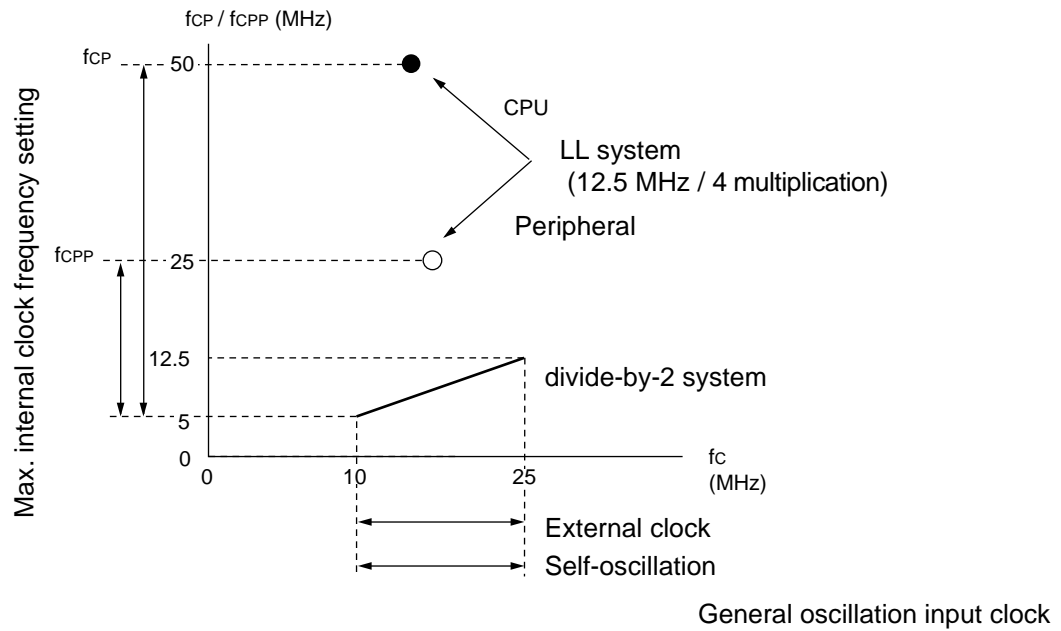 fCP / fCPP (MHz)
Max. internal clock frequency setting
fCP
50
CPU
LL system
(12.5 MHz / 4 multiplication)
Peripheral
fCPP
25
12.5
divide-by-2 system
5
0
0
10
25
fC
(MHz)
External clock
Self-oscillation
General oscillation input clock